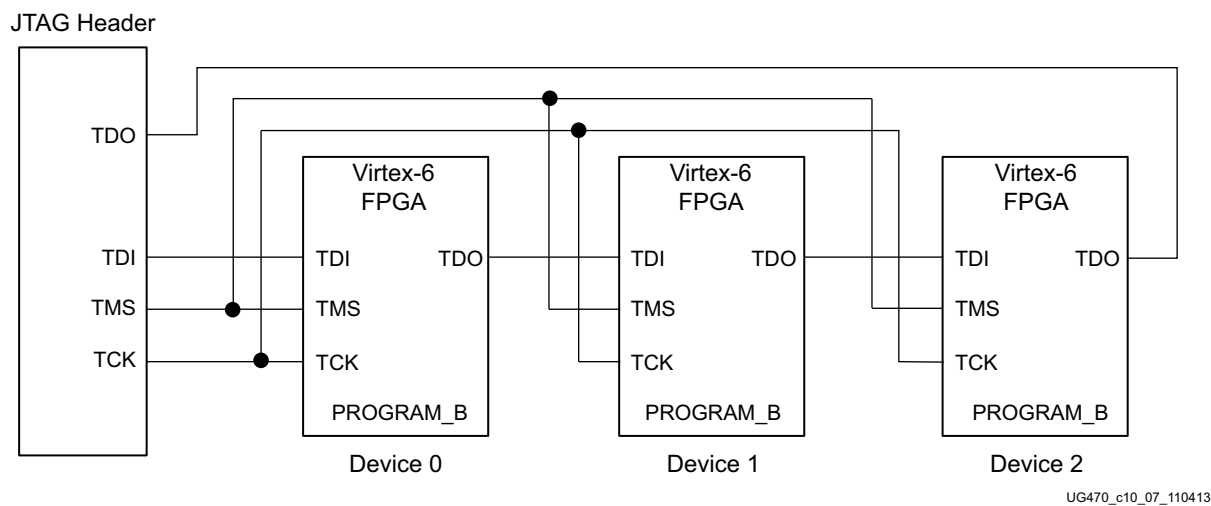 JTAG Header
TDO
TDI
TMS
TCK
Virtex-6
FPGA
TDI
TDO
TMS
TCK
PROGRAM_B
Device 0
Virtex-6
FPGA
TDI
TDO
TMS
TCK
PROGRAM_B
Device 1
Virtex-6
FPGA
TDI
TDO
TMS
TCK
PROGRAM_B
Device 2
UG470_c10_07_110413